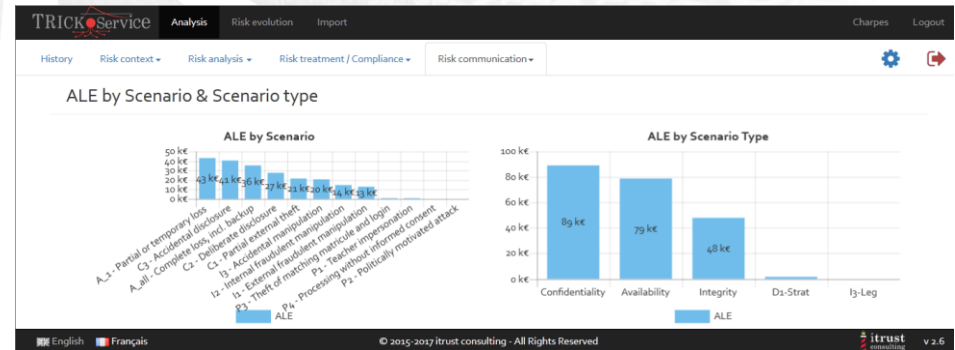 TRICK Service Analysis Risk evolution Import Charpes Logout
History Risk context Risk analysis Risk treatment / Compliance Risk communication
ALE by Scenario & Scenario type
ALE by Scenario
50 k€
40 k€
30 k€
20 k€
10 k€
0 k€
43 k€ 41 k€ 36 k€ 27 k€ 21 k€ 20 k€ 14 k€ 13 k€
A_1 - Partial or temporary loss
C3 - Accidental disclosure
A_all - Complete loss, incl. backup
C2 - Deliberate disclosure
C1 - Partial external theft
I3 - Accidental manipulation
I2 - Internal fraudulent manipulation
I1 - External fraudulent manipulation
P3 - Theft of matching matricule and login
P1 - Teacher impersonation
P4 - Processing without informed consent
P2 - Politically motivated attack
ALE
ALE by Scenario Type
100 k€
80 k€
60 k€
40 k€
20 k€
0 k€
89 k€ 79 k€ 48 k€
Confidentiality Availability Integrity D1-Strat I3-Leg
ALE
English Français © 2015-2017 itrust consulting - All Rights Reserved itrust consulting v 2.6